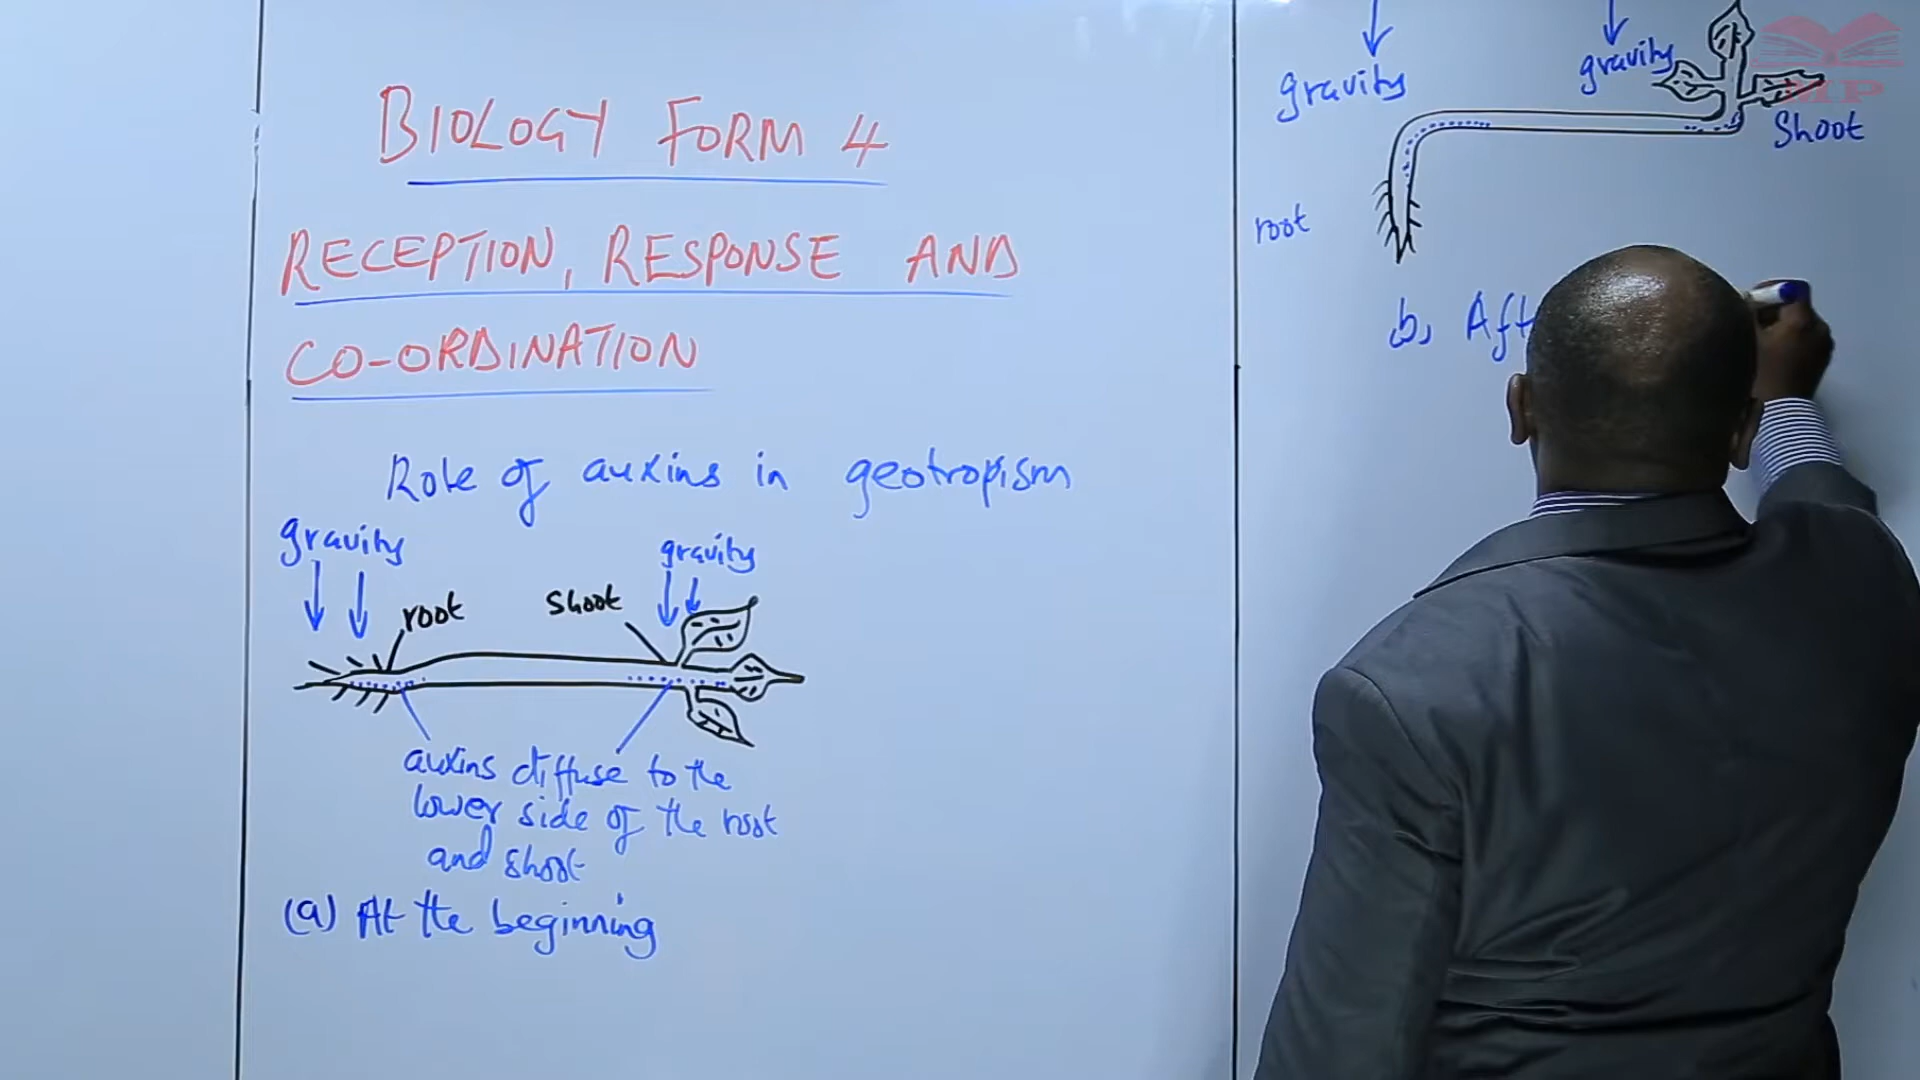 BIOLOGY FORM 4
RECEPTION, RESPONSE AND
CO-ORDINATION
Role of auxins in geotropism
gravity
gravity
root
shoot
auxins diffuse to the
lower side of the root
and shoot
(a) At the beginning
gravity
gravity
MP
Shoot
root
b,